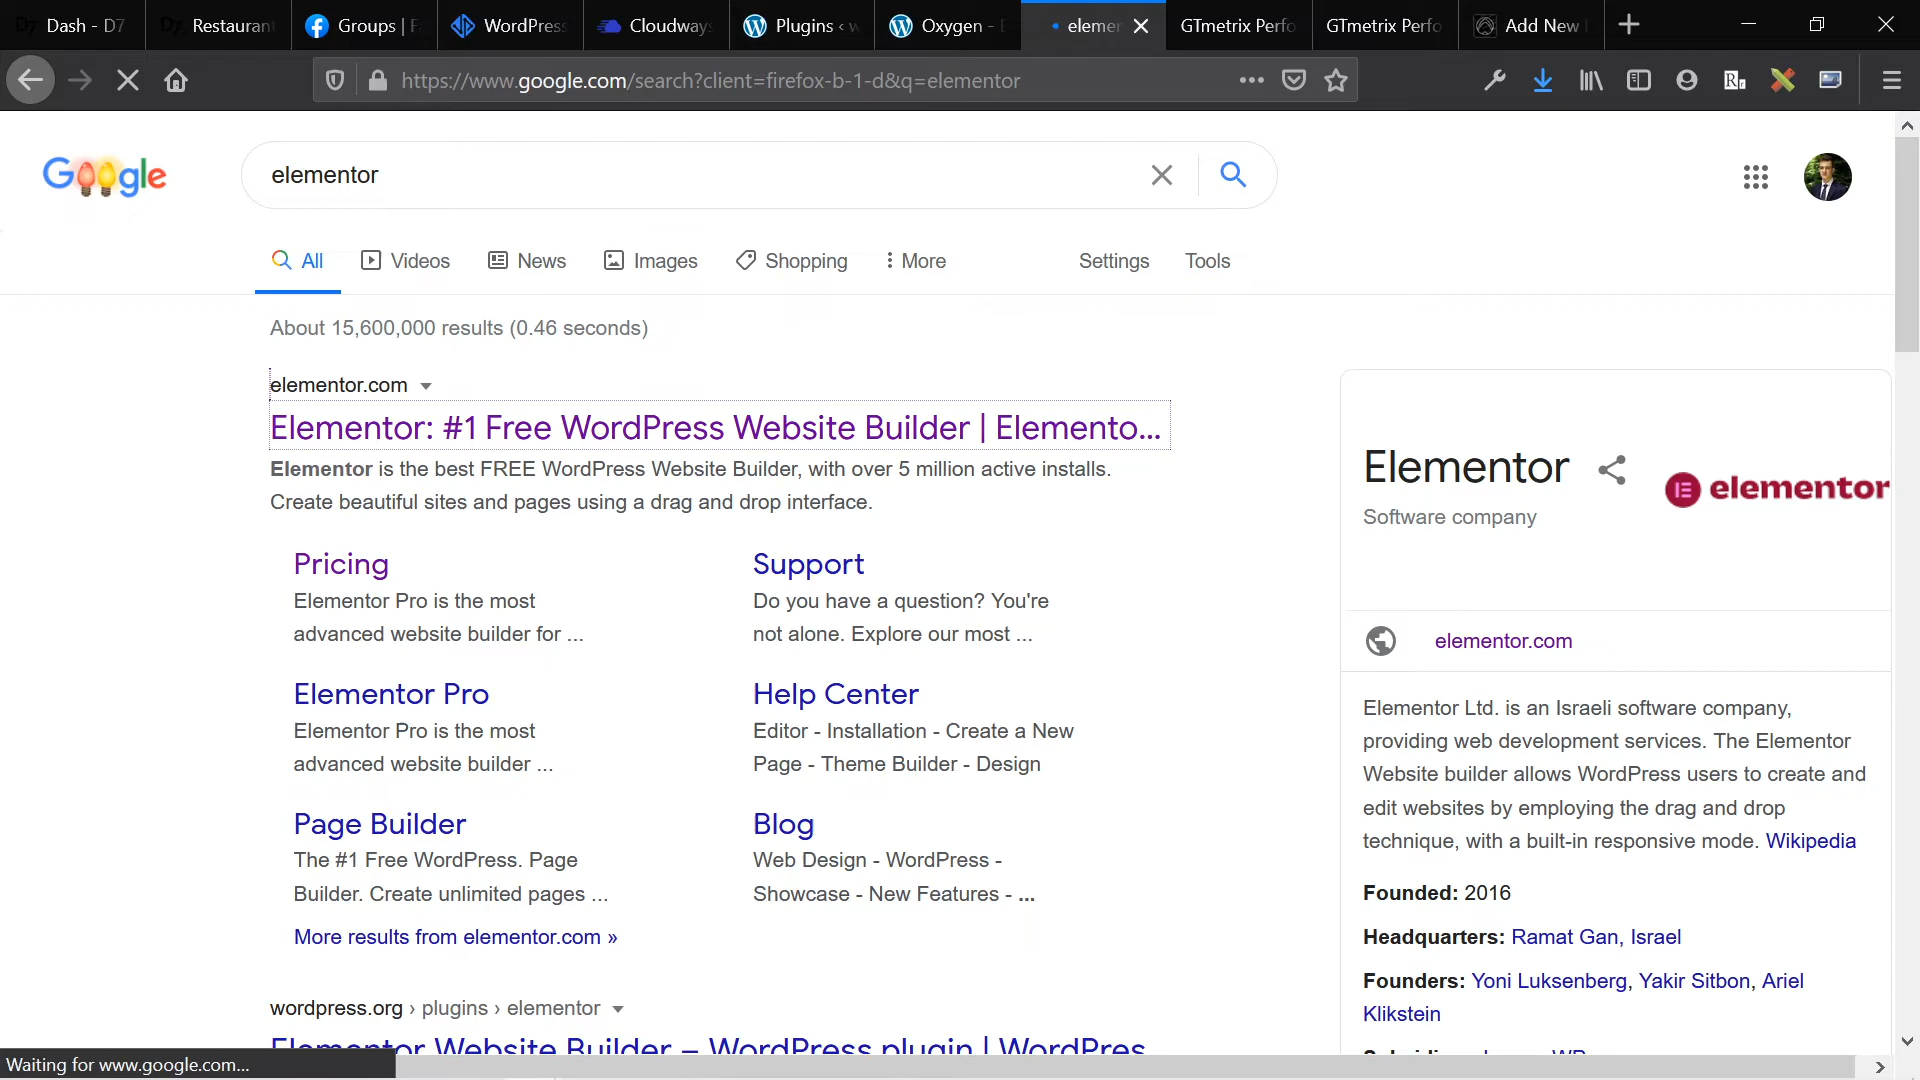 Dash - D7
Restaurant
Groups | F
WordPress
Cloudways
Plugins ‹ w
Oxygen - E
elemen
GTmetrix Perfo
GTmetrix Perfo
Add New
https://www.google.com/search?client=firefox-b-1-d&q=elementor
Google
elementor
All
Videos
News
Images
Shopping
More
Settings
Tools
About 15,600,000 results (0.46 seconds)
elementor.com
Elementor: #1 Free WordPress Website Builder | Elemento...
Elementor is the best FREE WordPress Website Builder, with over 5 million active installs.
Create beautiful sites and pages using a drag and drop interface.
Pricing
Elementor Pro is the most
advanced website builder for ...
Support
Do you have a question? You're
not alone. Explore our most ...
Elementor Pro
Elementor Pro is the most
advanced website builder ...
Help Center
Editor - Installation - Create a New
Page - Theme Builder - Design
Page Builder
The #1 Free WordPress. Page
Builder. Create unlimited pages ...
Blog
Web Design - WordPress -
Showcase - New Features - ...
More results from elementor.com »
wordpress.org › plugins › elementor
Elementor Website Builder – WordPress plugin | WordPres
Elementor
Software company
elementor
elementor.com
Elementor Ltd. is an Israeli software company,
providing web development services. The Elementor
Website builder allows WordPress users to create and
edit websites by employing the drag and drop
technique, with a built-in responsive mode. Wikipedia
Founded: 2016
Headquarters: Ramat Gan, Israel
Founders: Yoni Luksenberg, Yakir Sitbon, Ariel
Klikstein
Waiting for www.google.com...